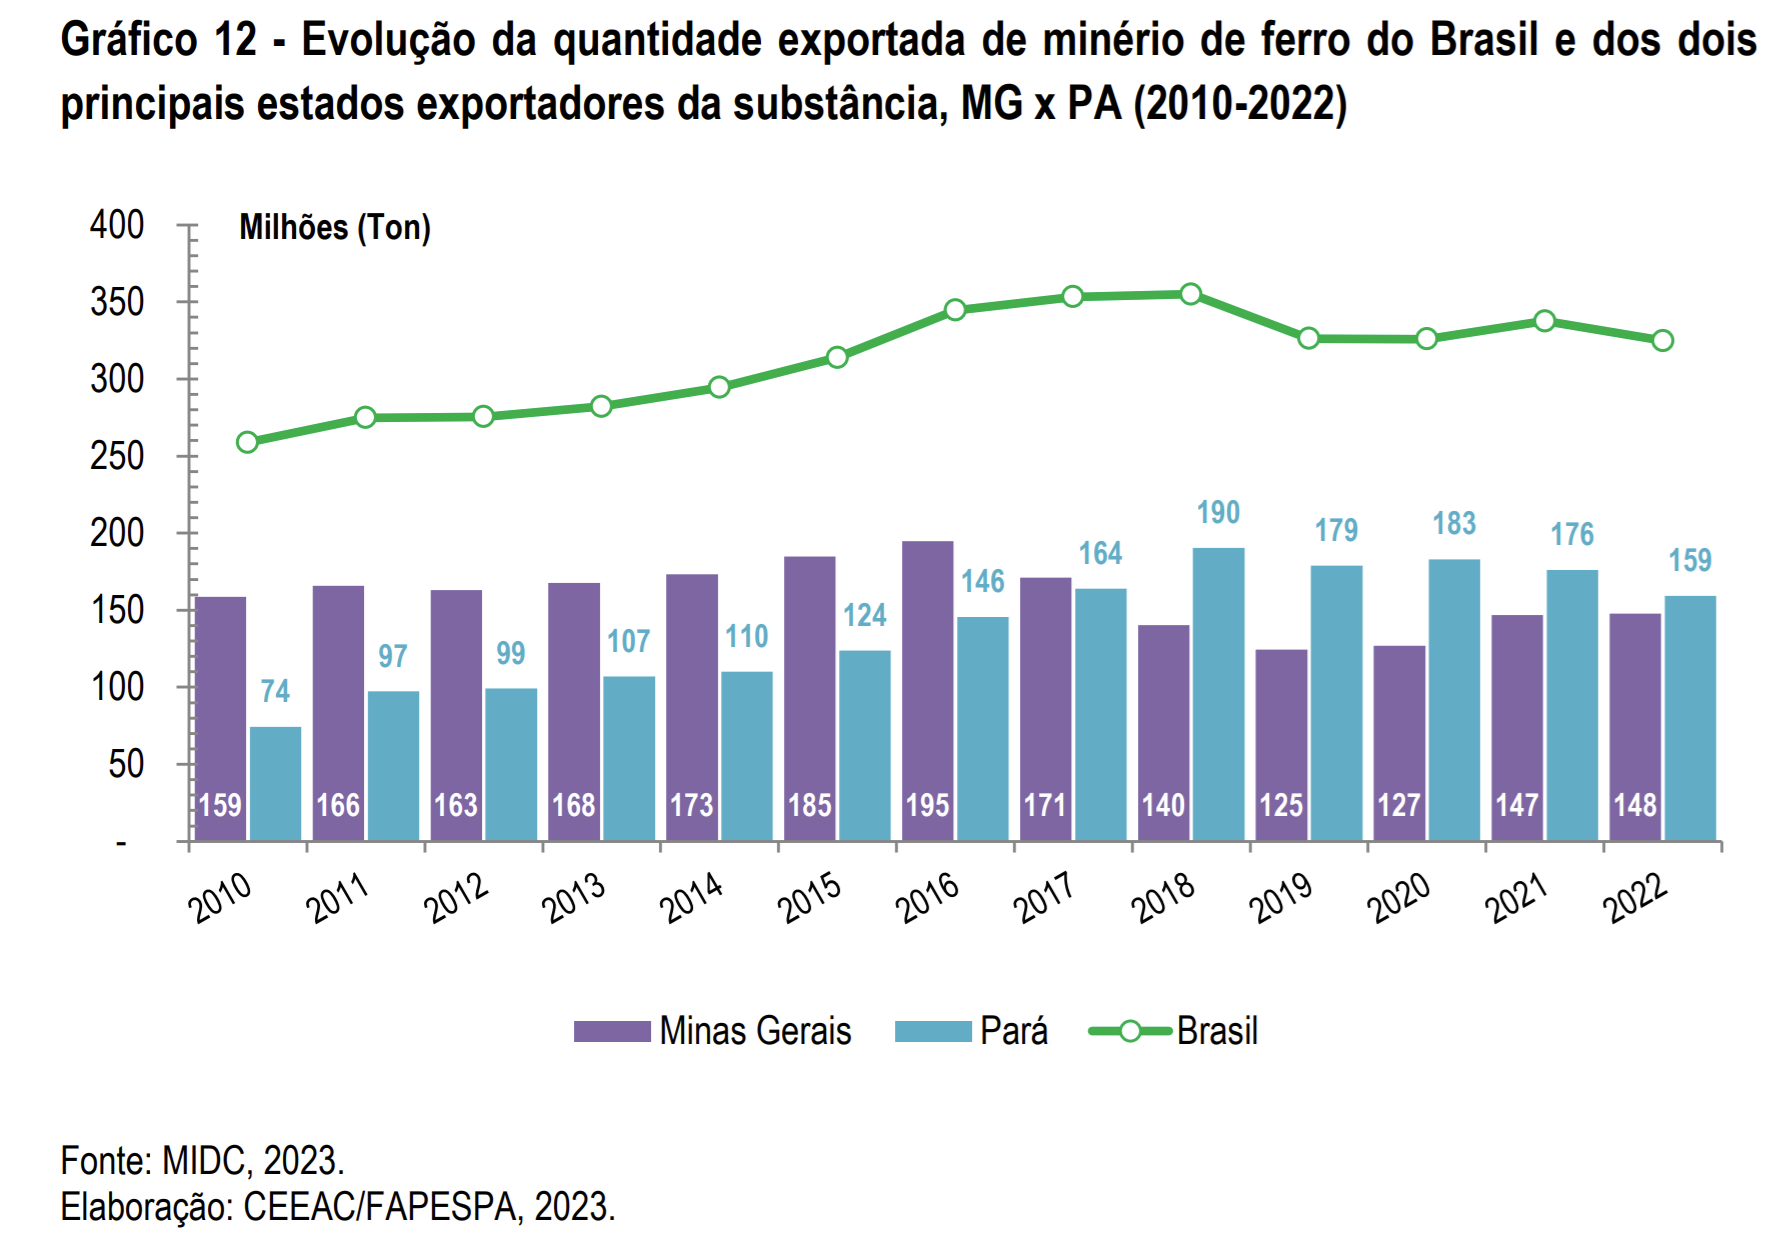 Gráfico 12 - Evolução da quantidade exportada de minério de ferro do Brasil e dos dois
principais estados exportadores da substância, MG x PA (2010-2022)
Milhões (Ton)
400
350
300
250
200
150
100
50
-
190
179
183
176
164
159
146
124
110
107
99
97
74
159 166 163 168 173 185 195 171 140 125 127 147 148
2010 2011 2012 2013 2014 2015 2016 2017 2018 2019 2020 2021 2022
Minas Gerais Pará Brasil
Fonte: MIDC, 2023.
Elaboração: CEEAC/FAPESPA, 2023.